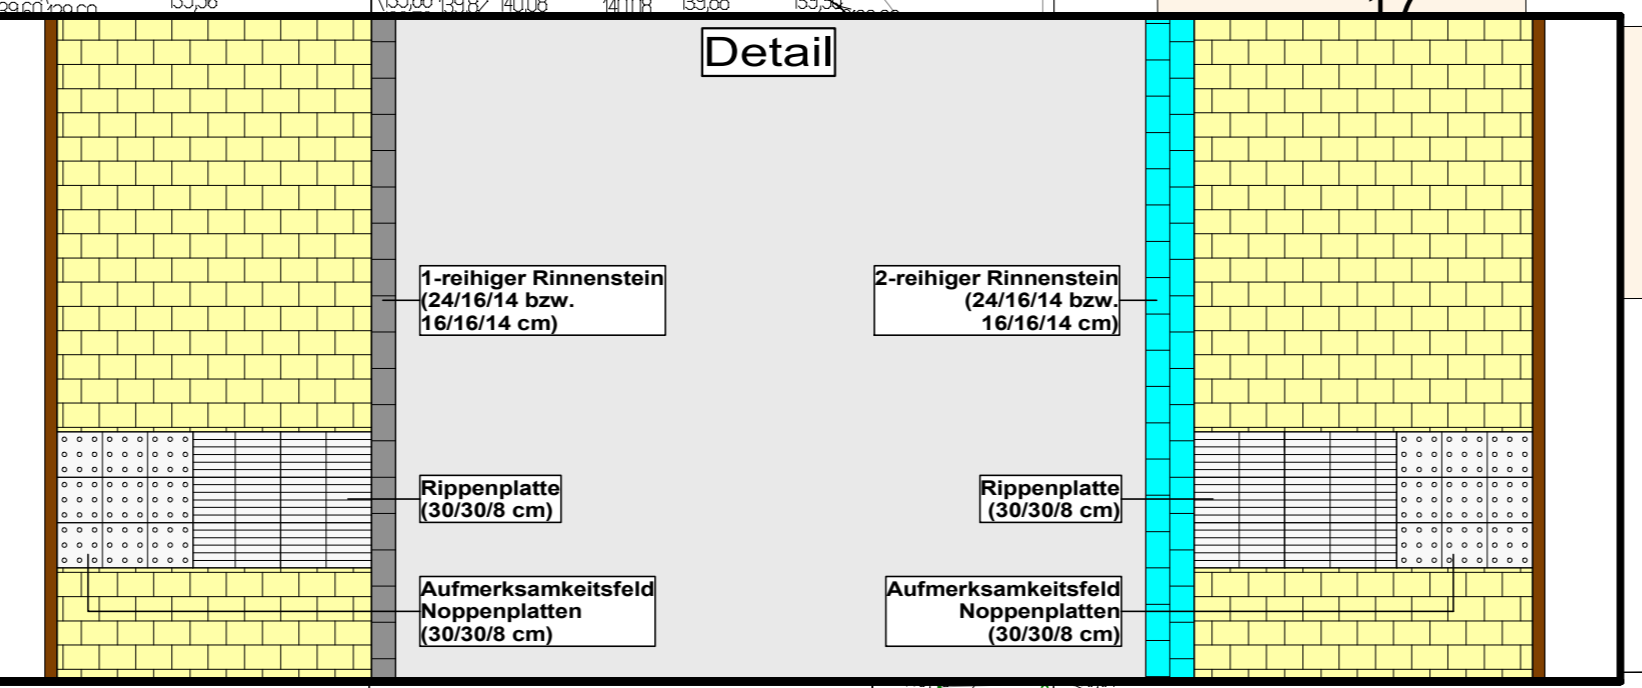 17
Detail
1-reihiger Rinnenstein
(24/16/14 bzw.
16/16/14 cm)
2-reihiger Rinnenstein
(24/16/14 bzw.
16/16/14 cm)
Rippenplatte
(30/30/8 cm)
Rippenplatte
(30/30/8 cm)
Aufmerksamkeitsfeld
Noppenplatten
(30/30/8 cm)
Aufmerksamkeitsfeld
Noppenplatten
(30/30/8 cm)